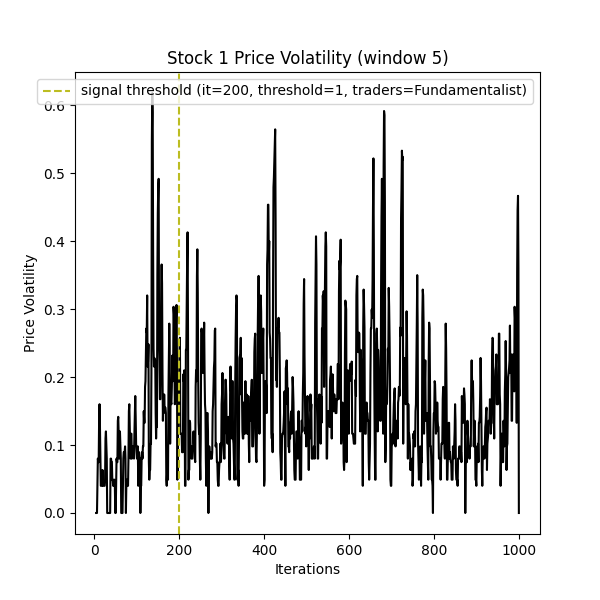 Stock 1 Price Volatility (window 5)
signal threshold (it=200, threshold=1, traders=Fundamentalist)
Price Volatility
0.6
0.5
0.4
0.3
0.2
0.1
0.0
0 200 400 600 800 1000
Iterations